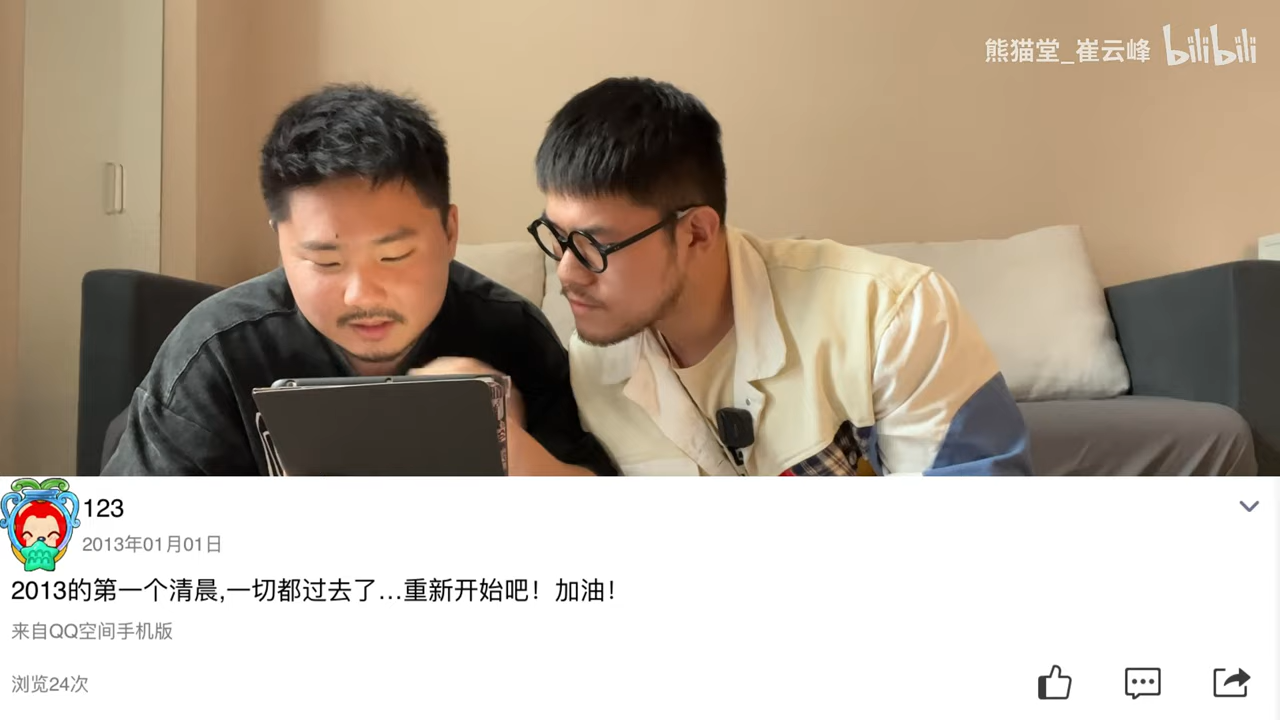 熊猫堂_崔云峰 bilibili
123
2013年01月01日
2013的第一个清晨,一切都过去了...重新开始吧！加油！
来自QQ空间手机版
浏览24次